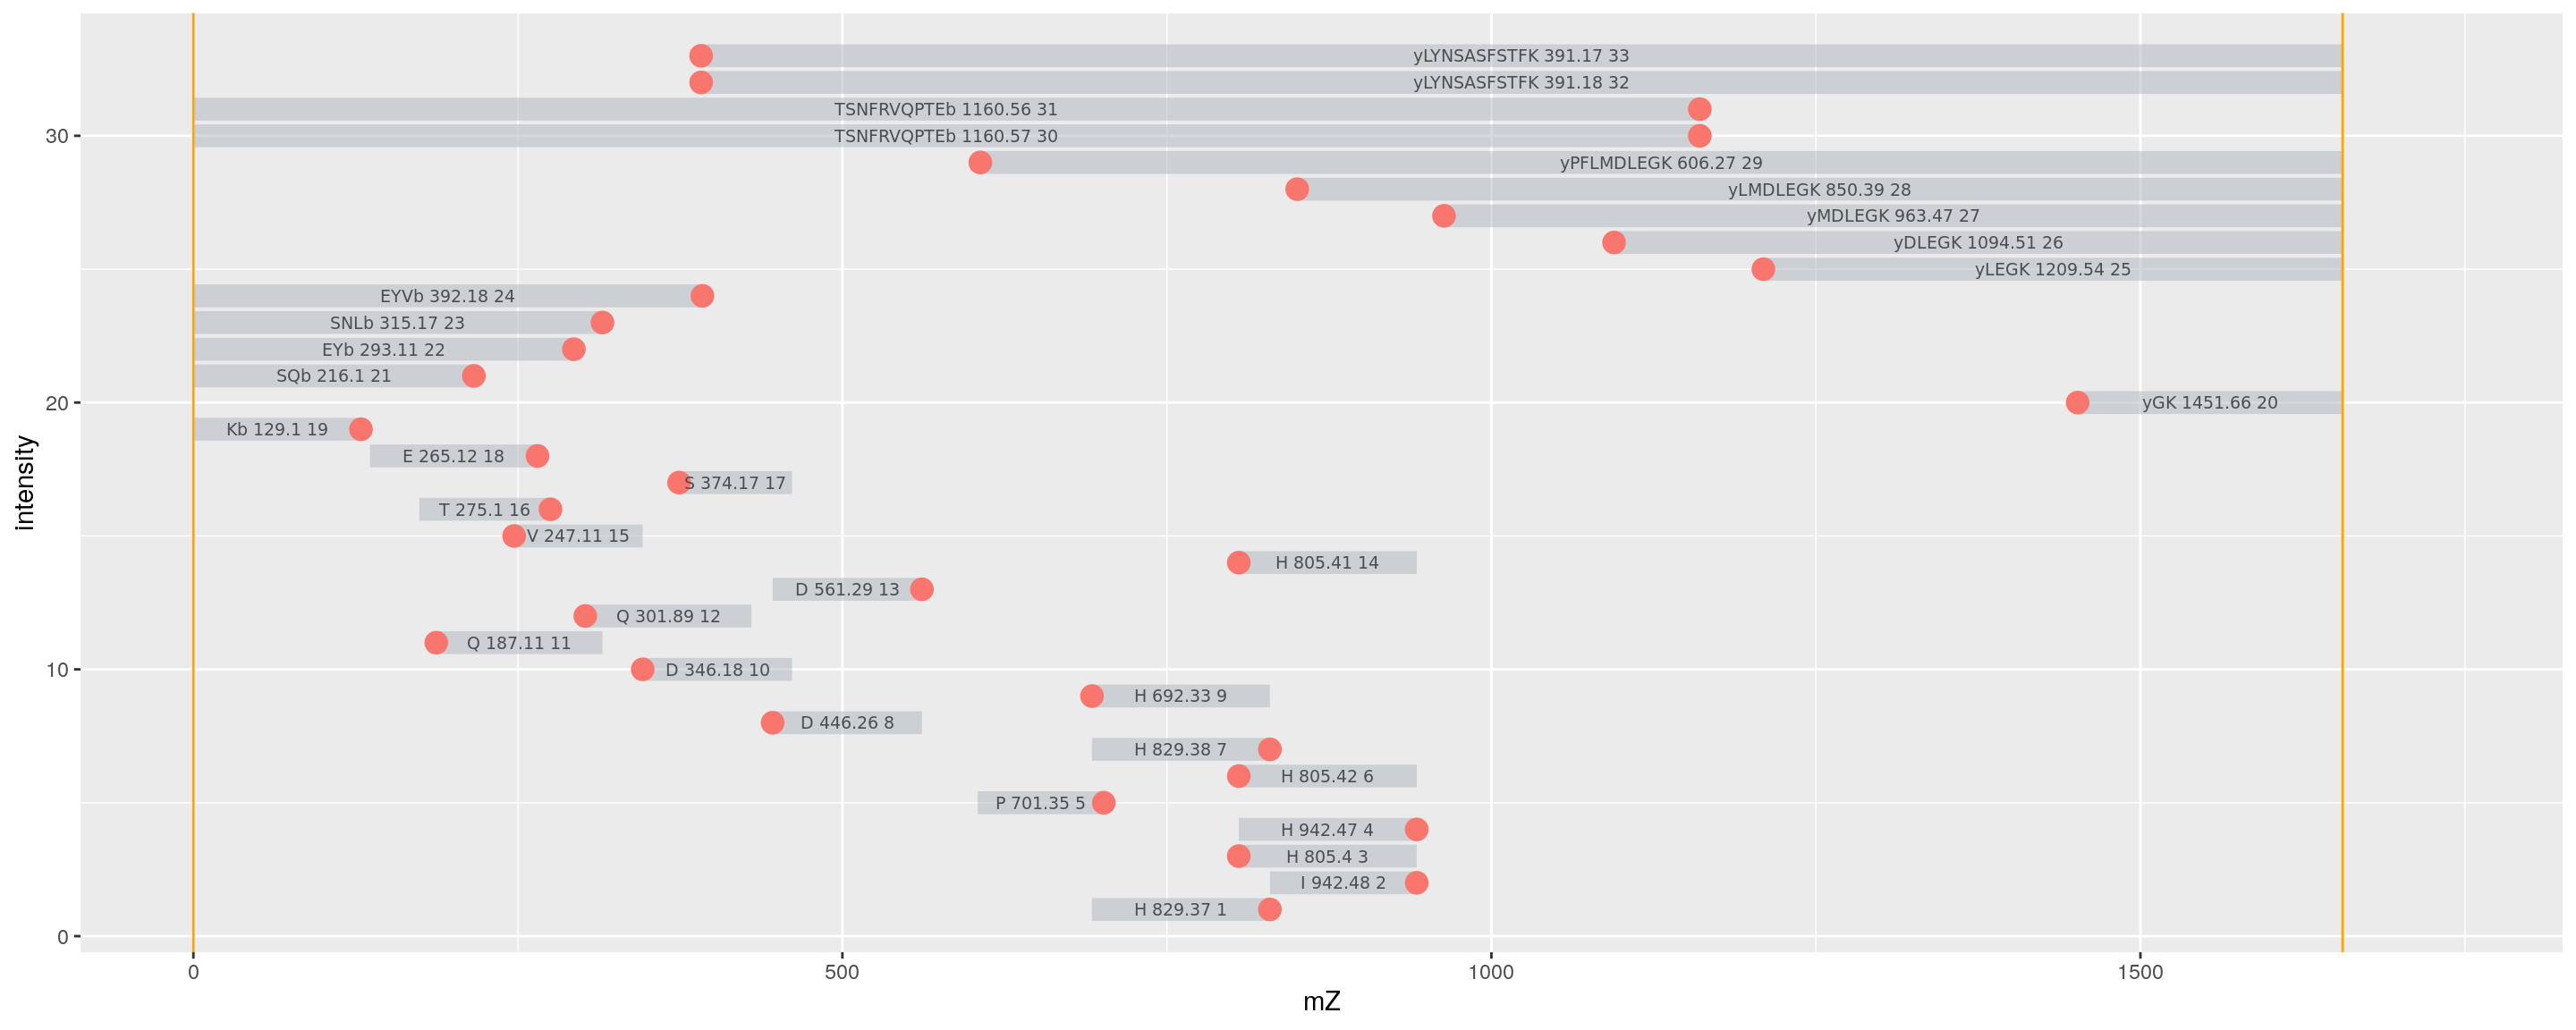 yLYNSASFSTFK 391.17 33
yLYNSASFSTFK 391.18 32
TSNFRVQPTEb 1160.56 31
30
TSNFRVQPTEb 1160.57 30
yPFLMDLEGK 606.27 29
yLMDLEGK 850.39 28
yMDLEGK 963.47 27
yDLEGK 1094.51 26
yLEGK 1209.54 25
EYVb 392.18 24
SNLb 315.17 23
EYb 293.11 22
SQb 216.1 21
20
yGK 1451.66 20
Kb 129.1 19
E 265.12 18
S 374.17 17
T 275.1 16
V 247.11 15
intensity
H 805.41 14
D 561.29 13
Q 301.89 12
Q 187.11 11
10
D 346.18 10
H 692.33 9
D 446.26 8
H 829.38 7
H 805.42 6
P 701.35 5
H 942.47 4
H 805.4 3
I 942.48 2
H 829.37 1
0
0 500 1000 1500
mZ